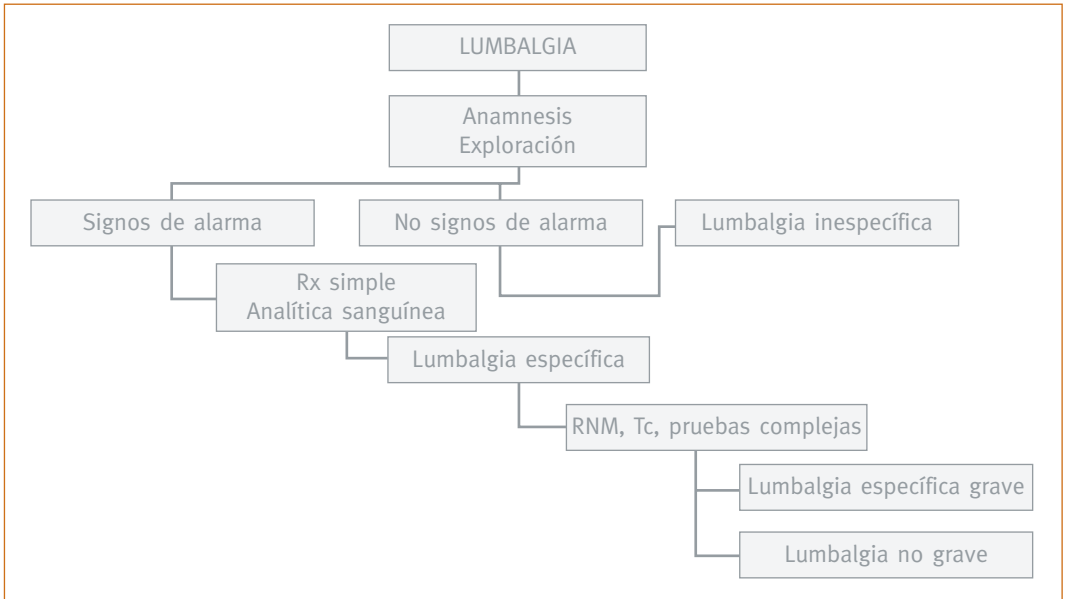 LUMBALGIA
Anamnesis
Exploración
Signos de alarma
No signos de alarma
Lumbalgia inespecífica
Rx simple
Analítica sanguínea
Lumbalgia específica
RNM, Tc, pruebas complejas
Lumbalgia específica grave
Lumbalgia no grave